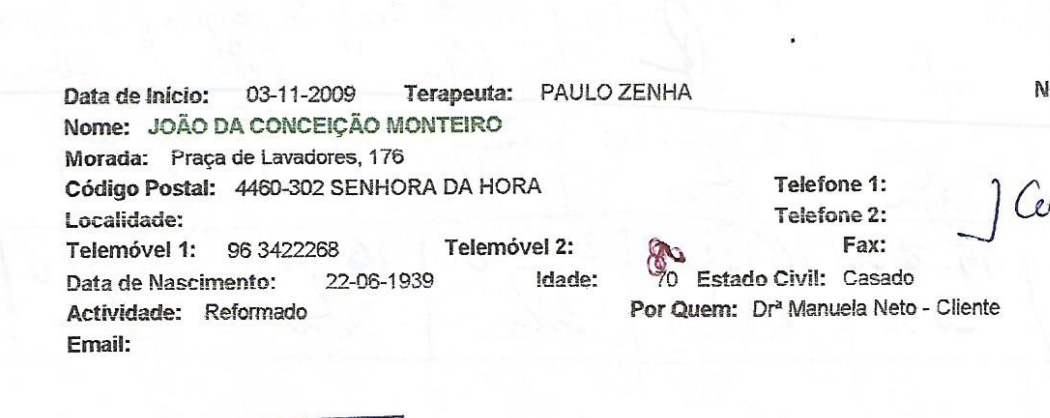 Data de Início: 03-11-2009 Terapeuta: PAULO ZENHA N
Nome: JOÃO DA CONCEIÇÃO MONTEIRO
Morada: Praça de Lavadores, 176
Código Postal: 4460-302 SENHORA DA HORA Telefone 1:
Localidade: Telefone 2:
Telemóvel 1: 96 3422268 Telemóvel 2: Fax:
80
Data de Nascimento: 22-06-1939 Idade: 70 Estado Civil: Casado
Actividade: Reformado Por Quem: Drª Manuela Neto - Cliente
Email: